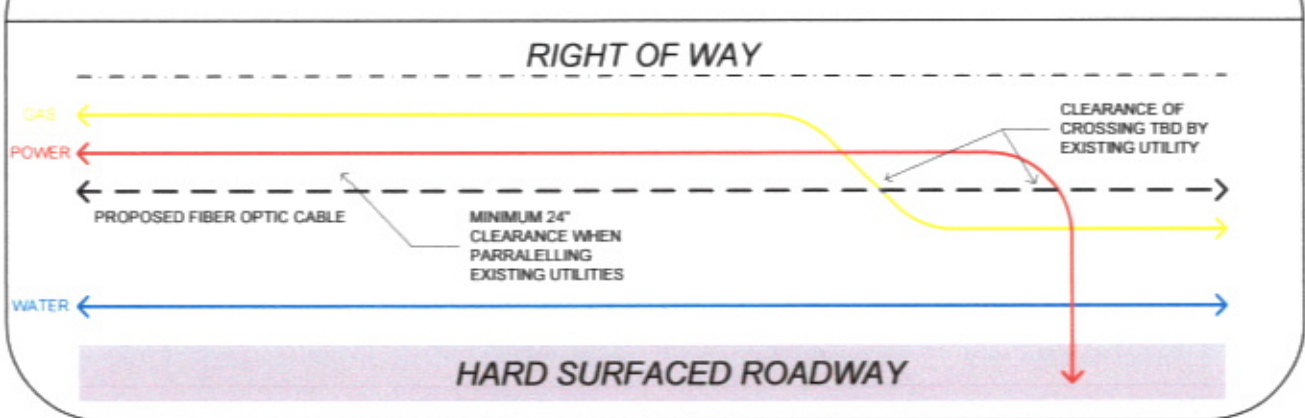 RIGHT OF WAY
GAS
CLEARANCE OF
CROSSING TBD BY
EXISTING UTILITY
POWER
PROPOSED FIBER OPTIC CABLE
MINIMUM 24"
CLEARANCE WHEN
PARRALELLING
EXISTING UTILITIES
WATER
HARD SURFACED ROADWAY